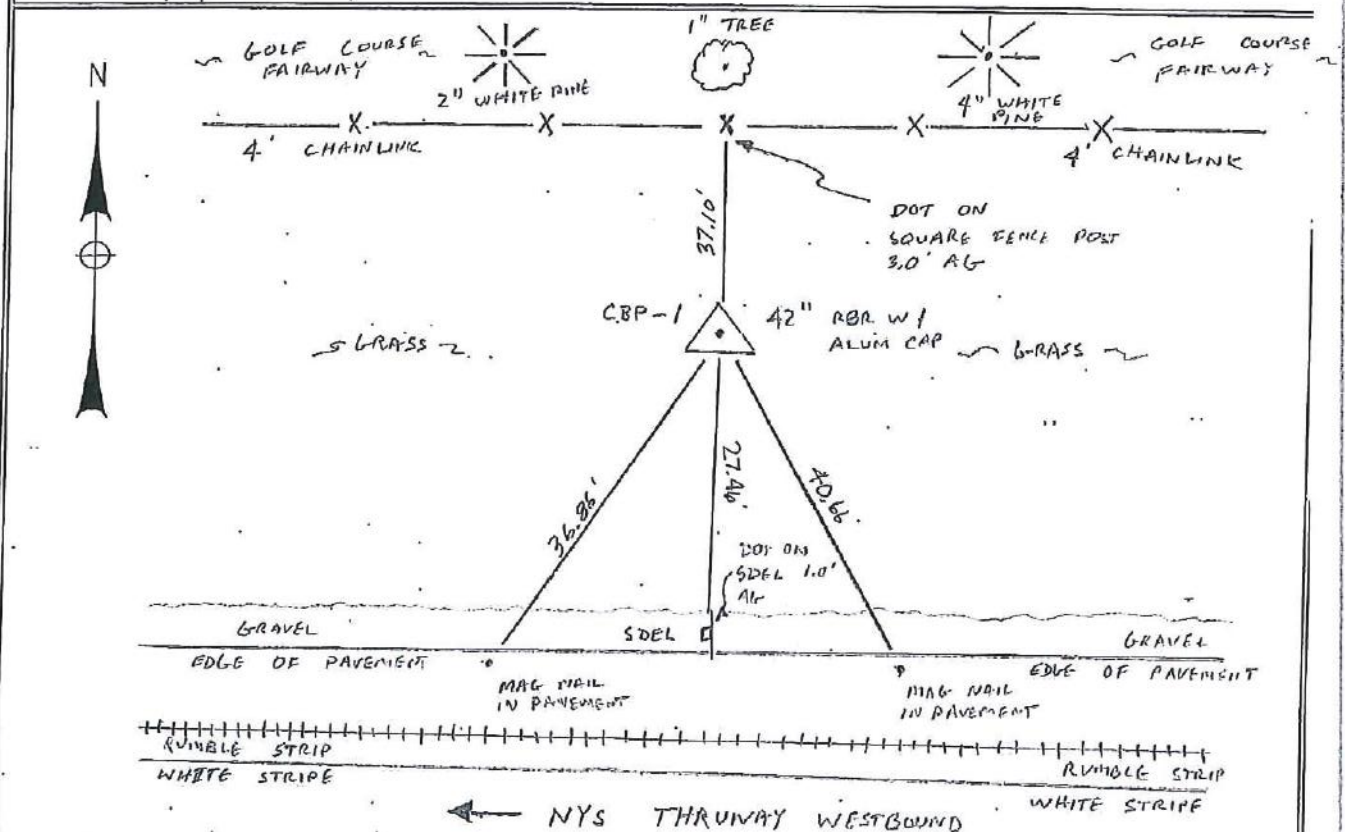 1" TREE
GOLF COURSE
FAIRWAY
GOLF COURSE
FAIRWAY
N
2" WHITE PINE
4" WHITE
PINE
4' CHAINLINK
4' CHAINLINK
37.10'
DOT ON
SQUARE FENCE POST
3.0' AG
CBP-1
42" RBR W/
ALUM CAP
GRASS
GRASS
36.86'
27.46'
40.66'
DOT ON
SDEL 1.0'
AG
GRAVEL
SDEL
GRAVEL
EDGE OF PAVEMENT
EDGE OF PAVEMENT
MAG NAIL
IN PAVEMENT
MAG NAIL
IN PAVEMENT
RUMBLE STRIP
RUMBLE STRIP
WHITE STRIPE
WHITE STRIPE
NYS THRUWAY WESTBOUND